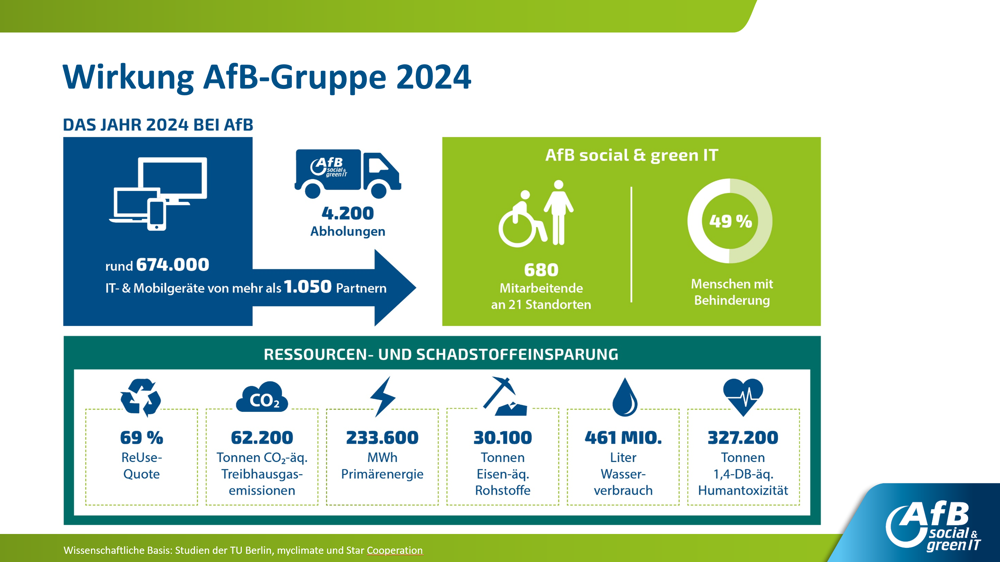 Wirkung AfB-Gruppe 2024
DAS JAHR 2024 BEI AfB
AfB
social &
green IT
4.200
Abholungen
rund 674.000
IT- & Mobilgeräte von mehr als 1.050 Partnern
AfB social & green IT
680
Mitarbeitende
an 21 Standorten
49 %
Menschen mit
Behinderung
RESSOURCEN- UND SCHADSTOFFEINSPARUNG
69 %
ReUse-
Quote
CO₂
62.200
Tonnen CO₂-äq.
Treibhausgas-
emissionen
233.600
MWh
Primärenergie
30.100
Tonnen
Eisen-äq.
Rohstoffe
461 MIO.
Liter
Wasser-
verbrauch
327.200
Tonnen
1,4-DB-äq.
Humantoxizität
Wissenschaftliche Basis: Studien der TU Berlin, myclimate und Star Cooperation
AfB
social &
green IT